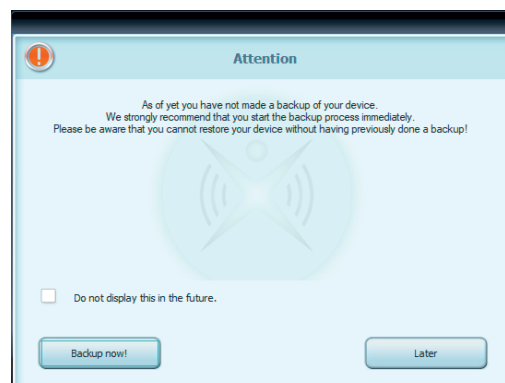 Attention
As of yet you have not made a backup of your device.
We strongly recommend that you start the backup process immediately.
Please be aware that you cannot restore your device without having previously done a backup!
Do not display this in the future.
Backup now!
Later